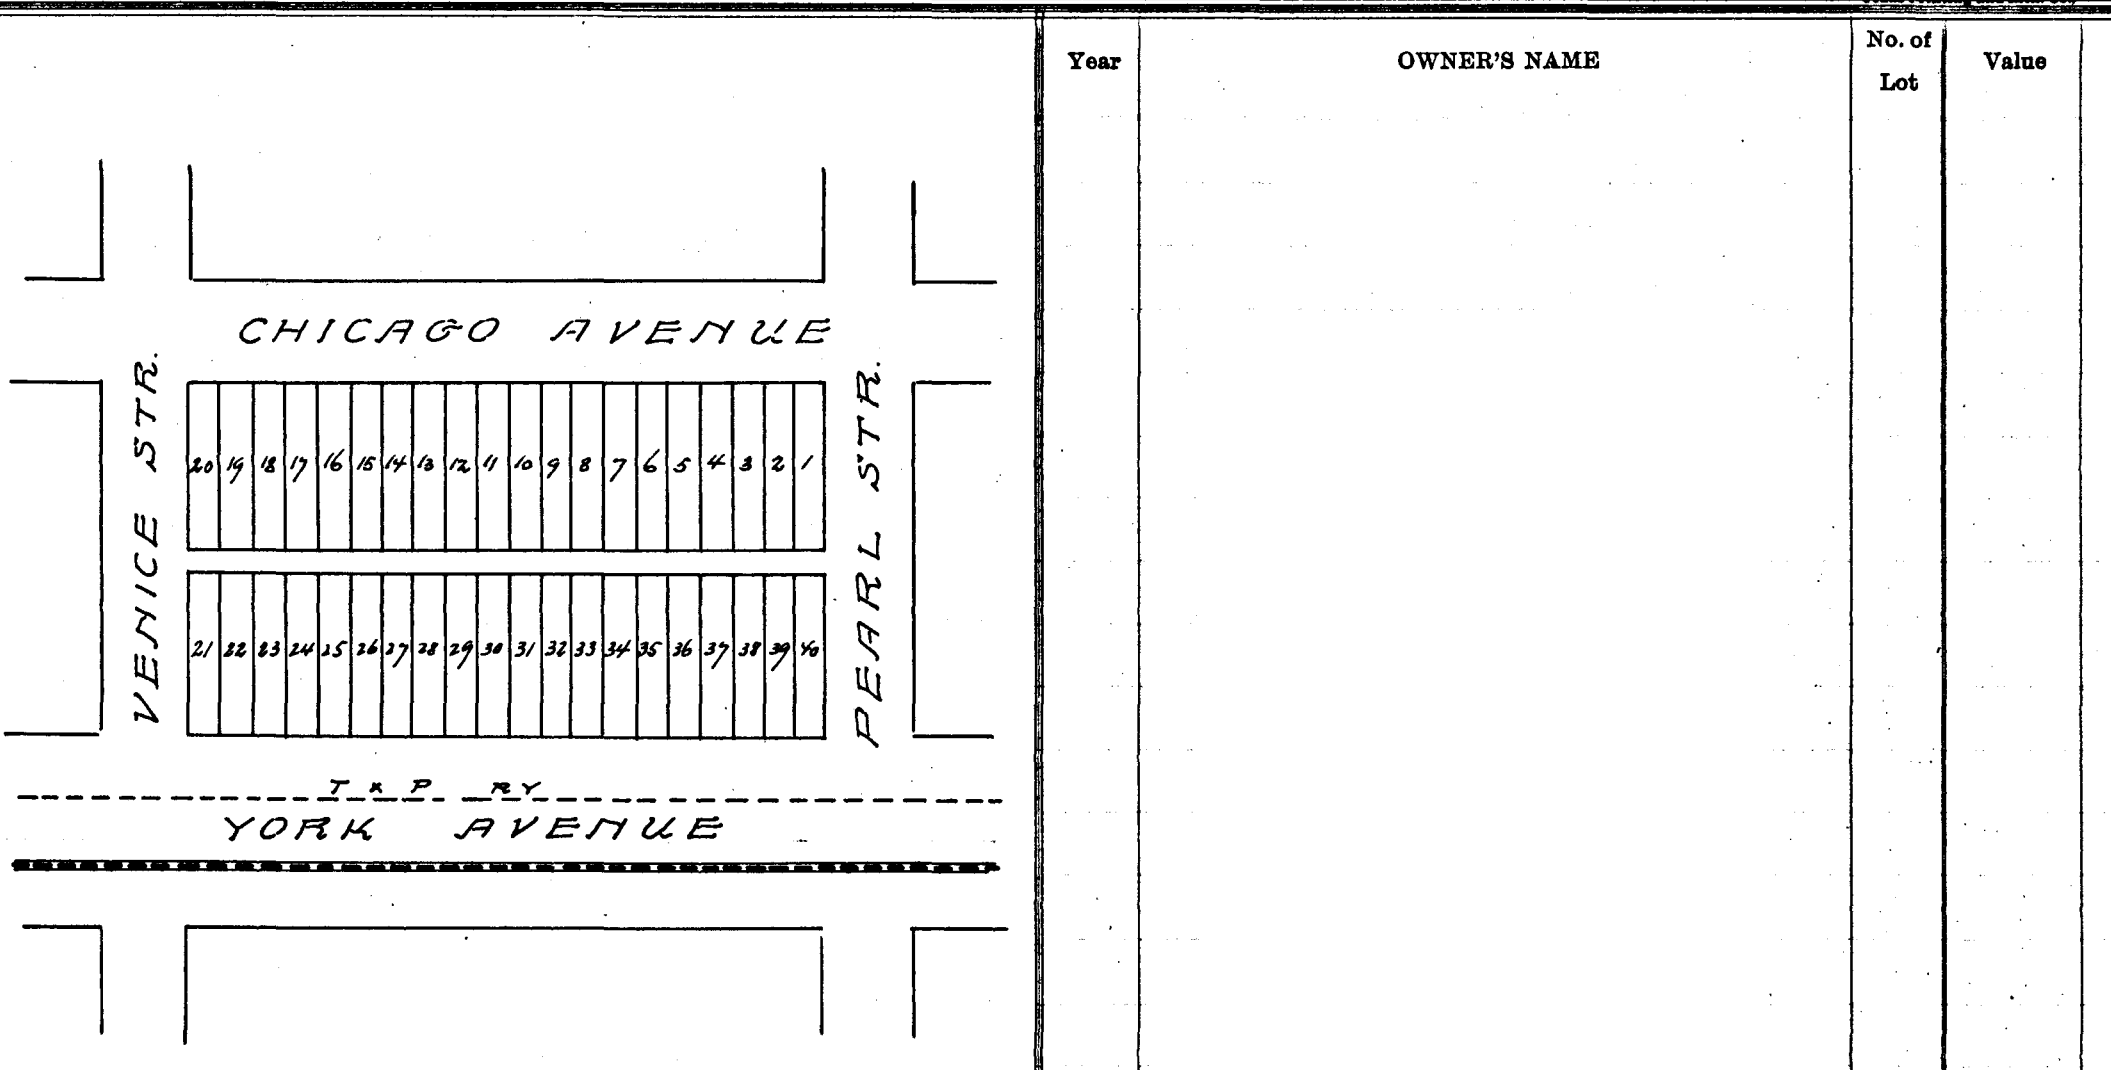 Year OWNER'S NAME No. of Lot Value
CHICAGO AVENUE
VENICE STR.
PEARL STR.
20 19 18 17 16 15 14 13 12 11 10 9 8 7 6 5 4 3 2 1
21 22 23 24 25 26 27 28 29 30 31 32 33 34 35 36 37 38 39 40
T & P RY
YORK AVENUE